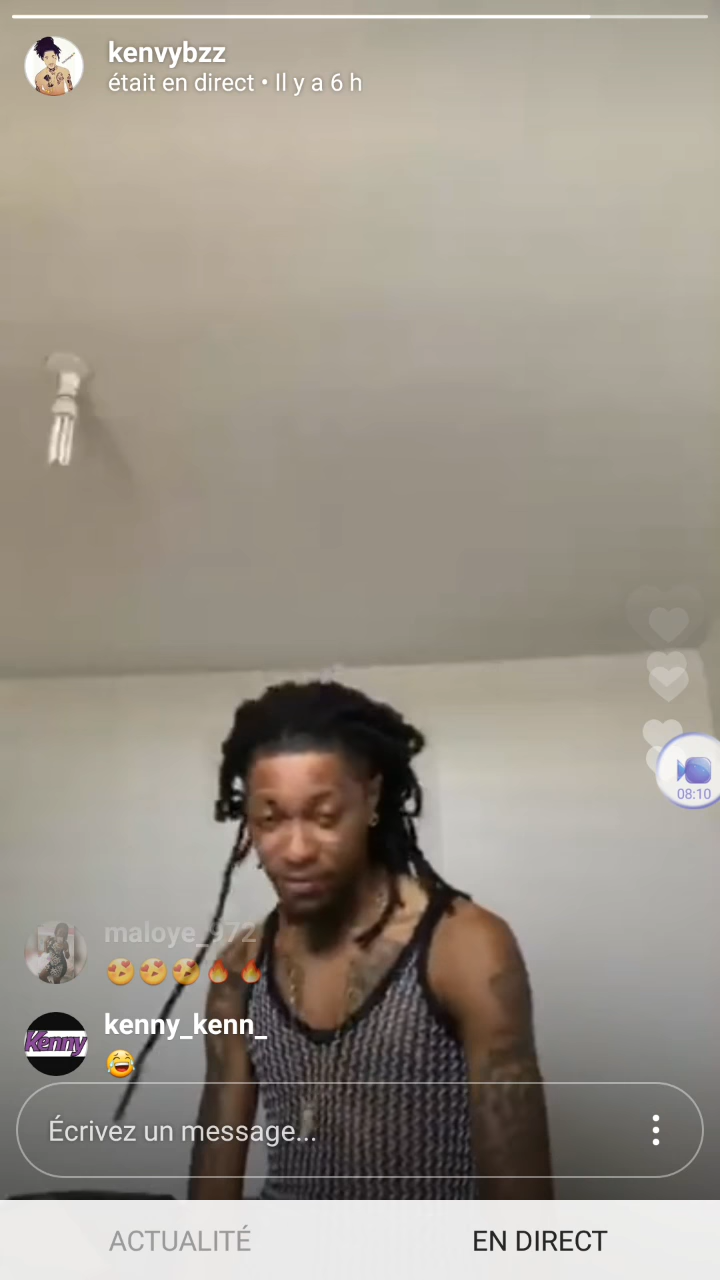 kenvybzz
était en direct • Il y a 6 h
08:10
maloye_972
kenny_kenn_
Kenny
Écrivez un message...
ACTUALITÉ
EN DIRECT